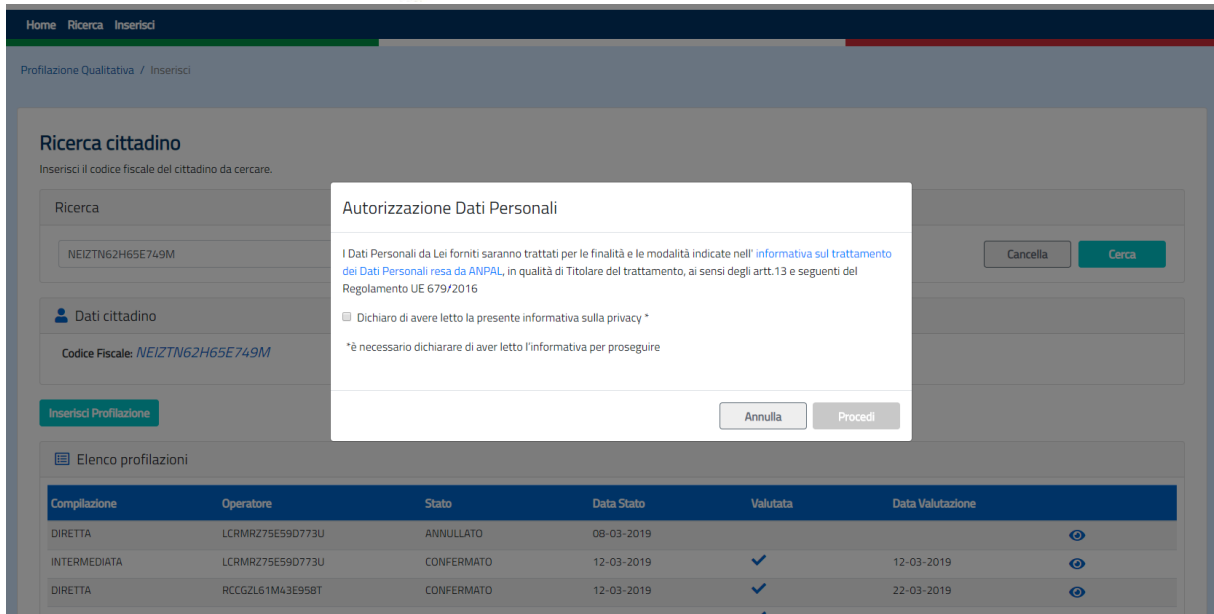 Home Ricerca Inserisci
Profilazione Qualitativa / Inserisci
Ricerca cittadino
Inserisci il codice fiscale del cittadino da cercare.
Ricerca
NEIZTN62H65E749M
Cancella Cerca
Dati cittadino
Codice Fiscale: NEIZTN62H65E749M
Inserisci Profilazione
Autorizzazione Dati Personali
I Dati Personali da Lei forniti saranno trattati per le finalità e le modalità indicate nell' informativa sul trattamento
dei Dati Personali resa da ANPAL, in qualità di Titolare del trattamento, ai sensi degli artt.13 e seguenti del
Regolamento UE 679/2016
Dichiaro di avere letto la presente informativa sulla privacy *
*è necessario dichiarare di aver letto l'informativa per proseguire
Annulla Procedi
Elenco profilazioni
Compilazione Operatore Stato Data Stato Valutata Data Valutazione
DIRETTA LCRMRZ75E59D773U ANNULLATO 08-03-2019
INTERMEDIATA LCRMRZ75E59D773U CONFERMATO 12-03-2019 12-03-2019
DIRETTA RCCGZL61M43E958T CONFERMATO 12-03-2019 22-03-2019